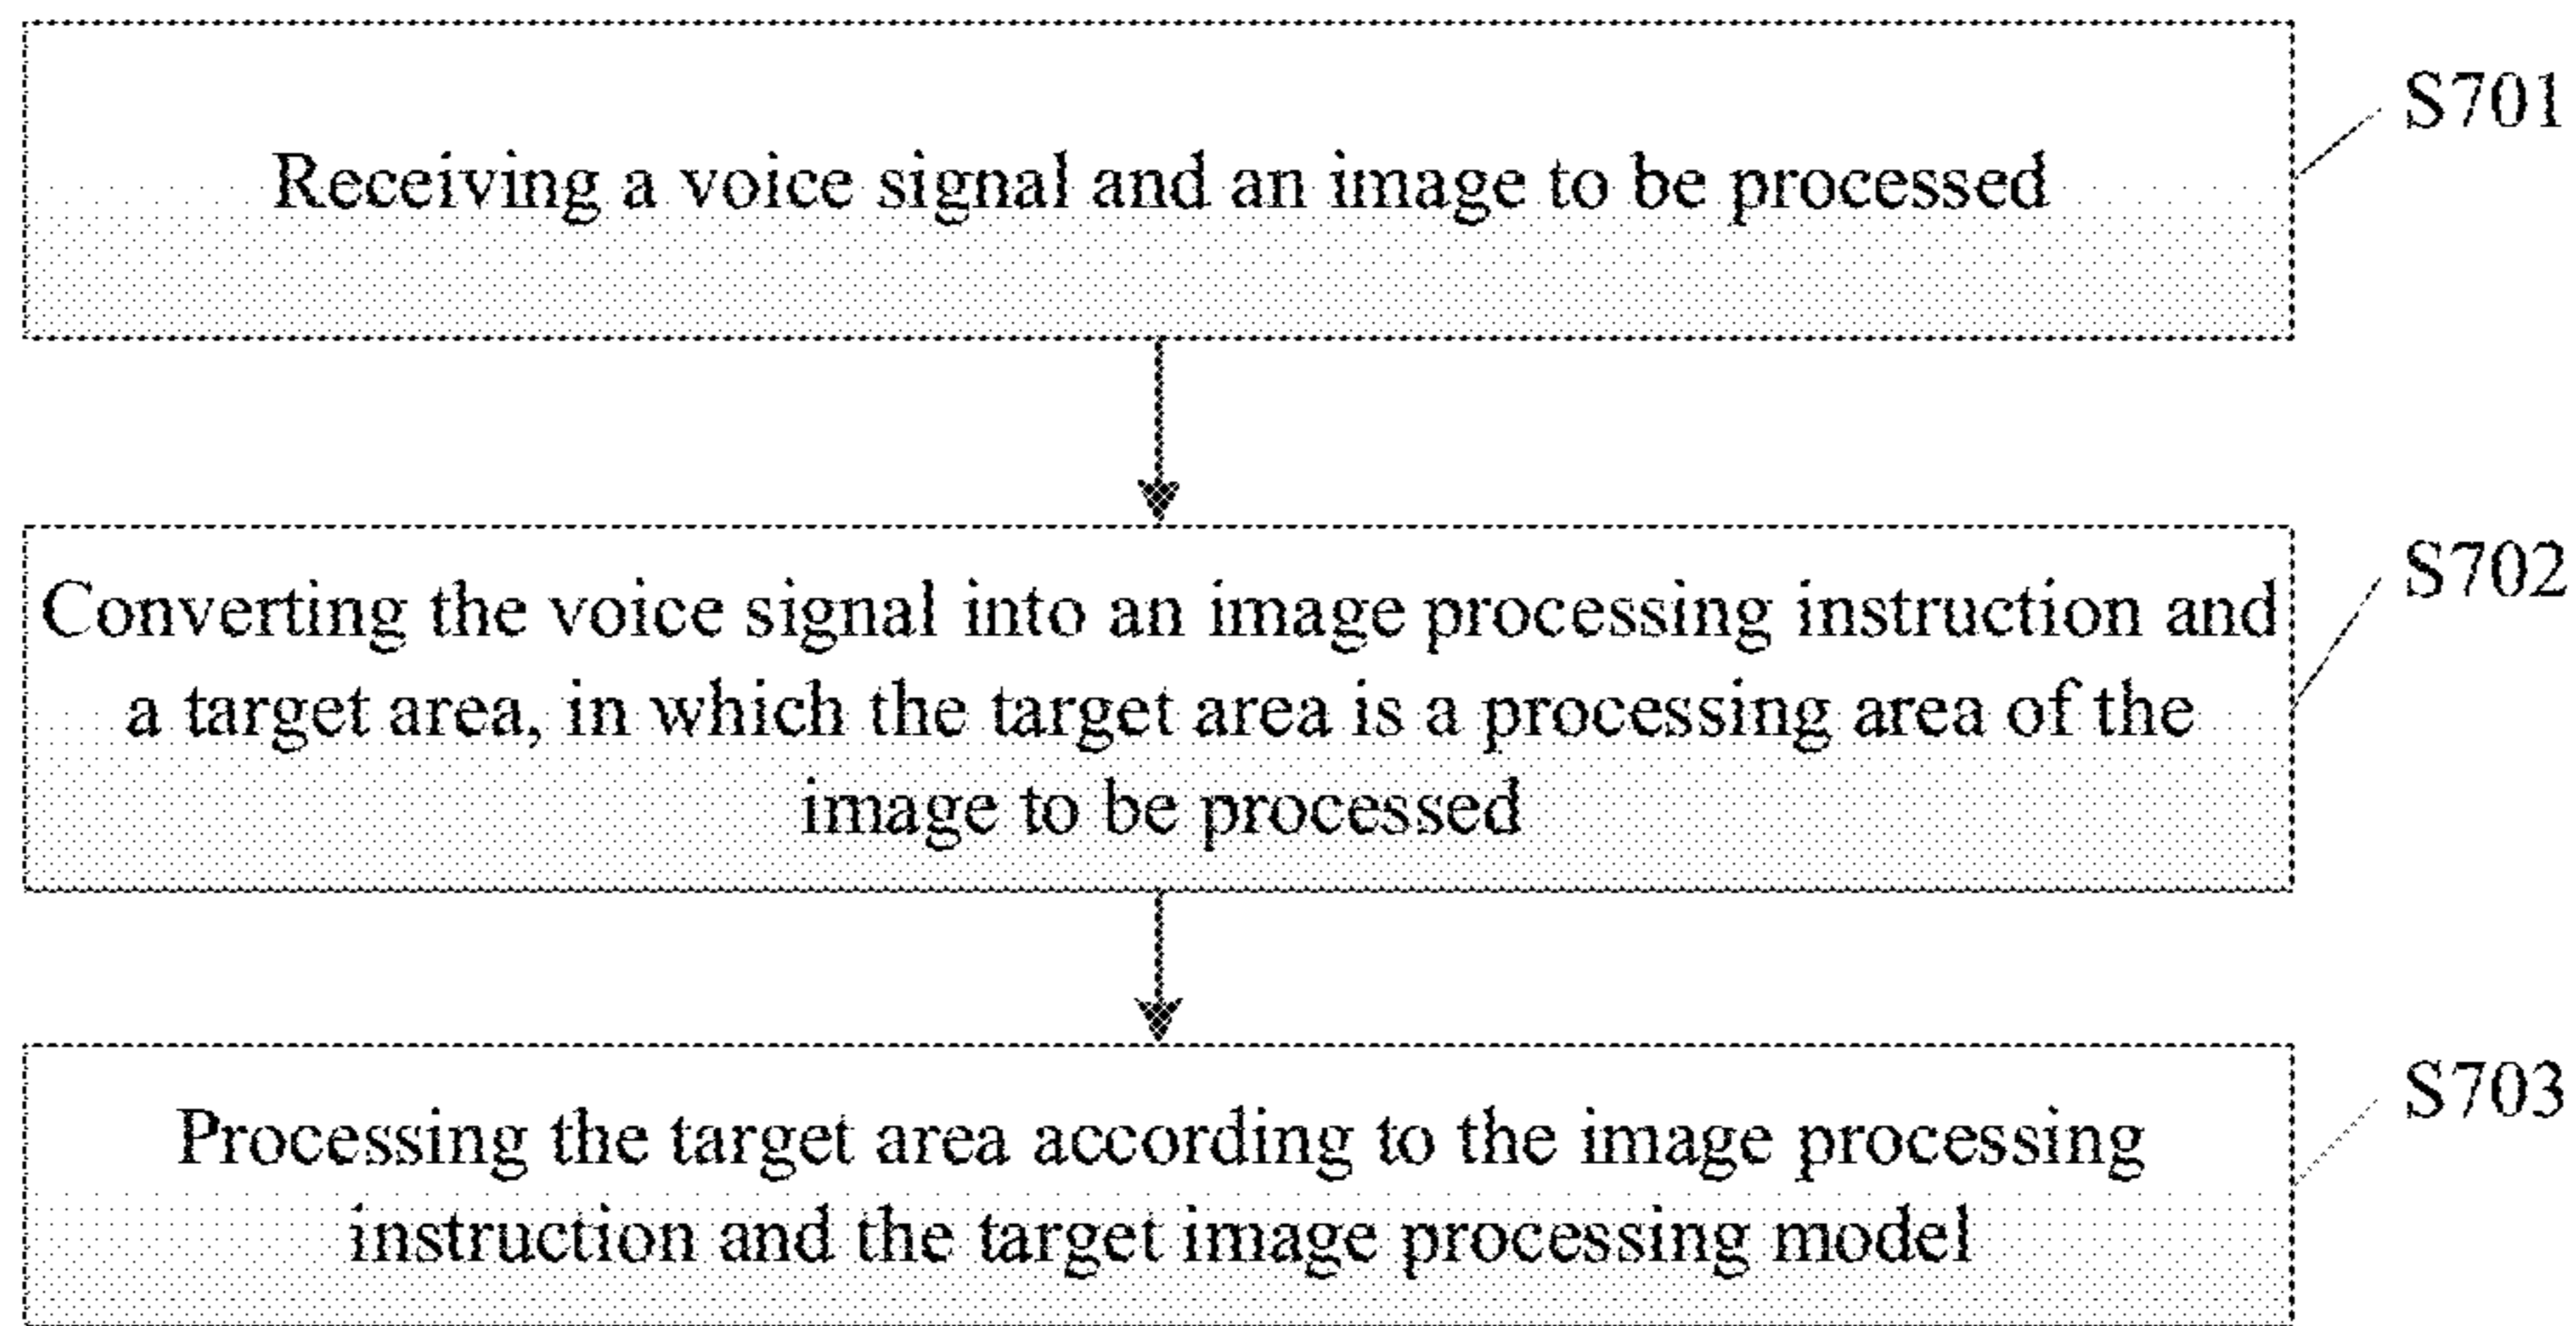 Receiving a voice signal and an image to be processed
S701
Converting the voice signal into an image processing instruction and
a target area, in which the target area is a processing area of the
image to be processed
S702
Processing the target area according to the image processing
instruction and the target image processing model
S703